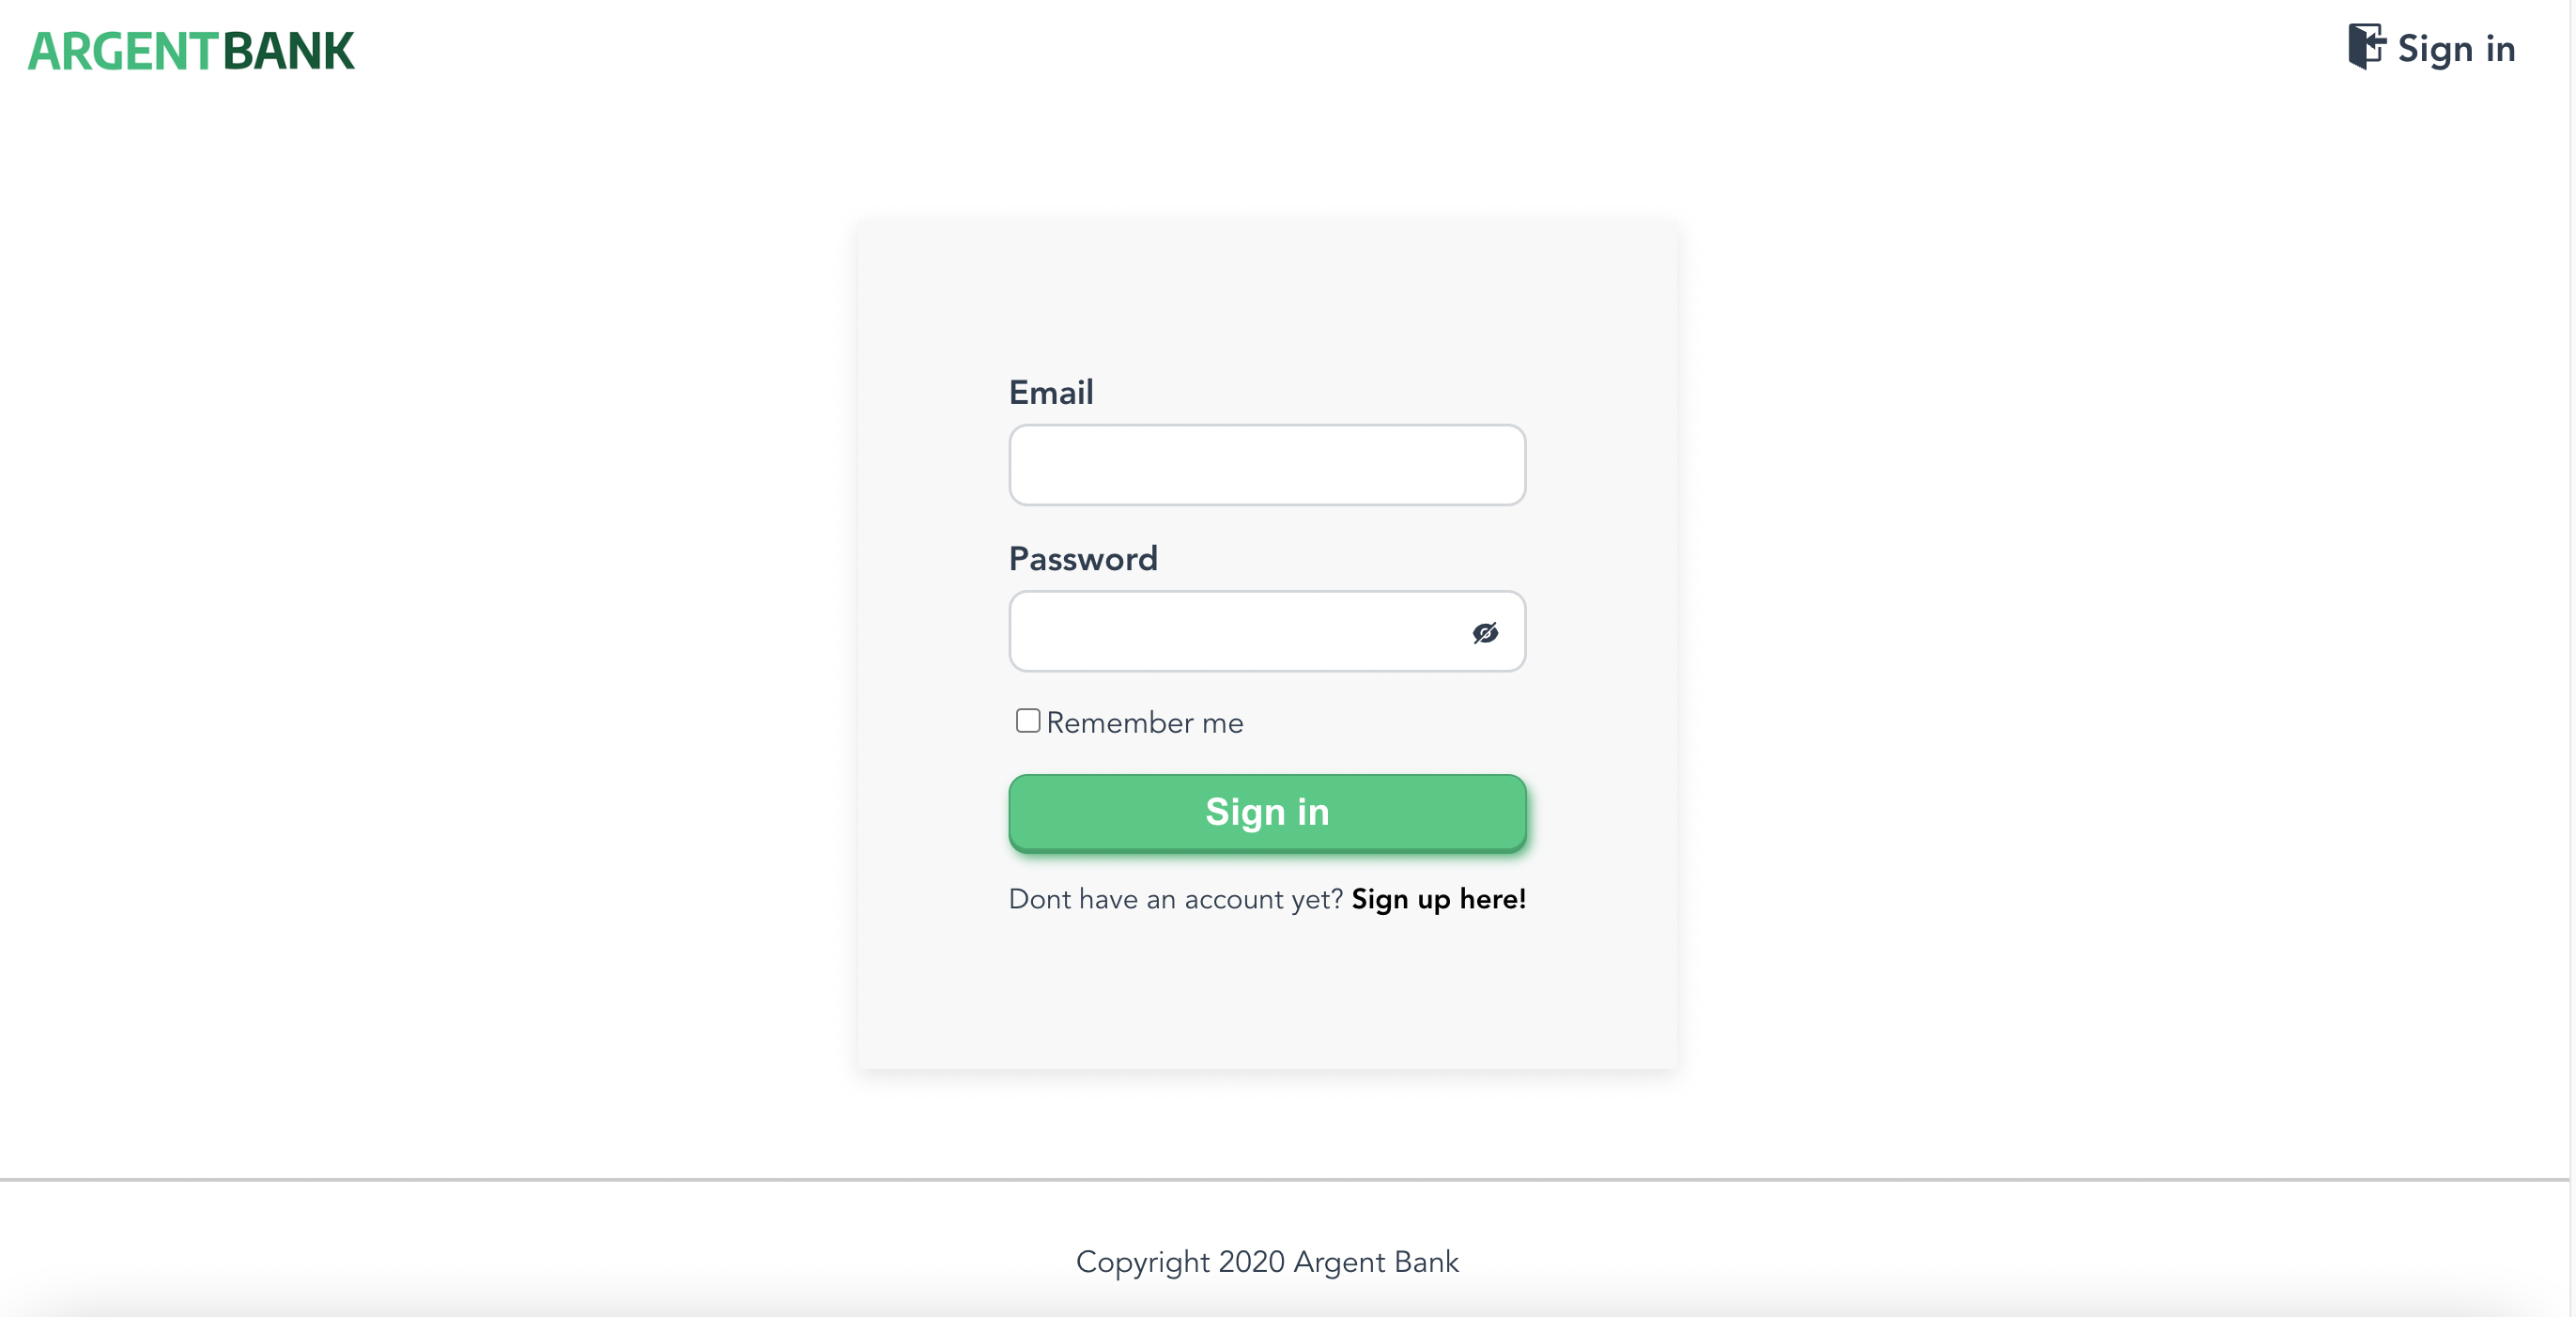 ARGENTBANK
Sign in
Email
Password
Remember me
Sign in
Dont have an account yet? Sign up here!
Copyright 2020 Argent Bank